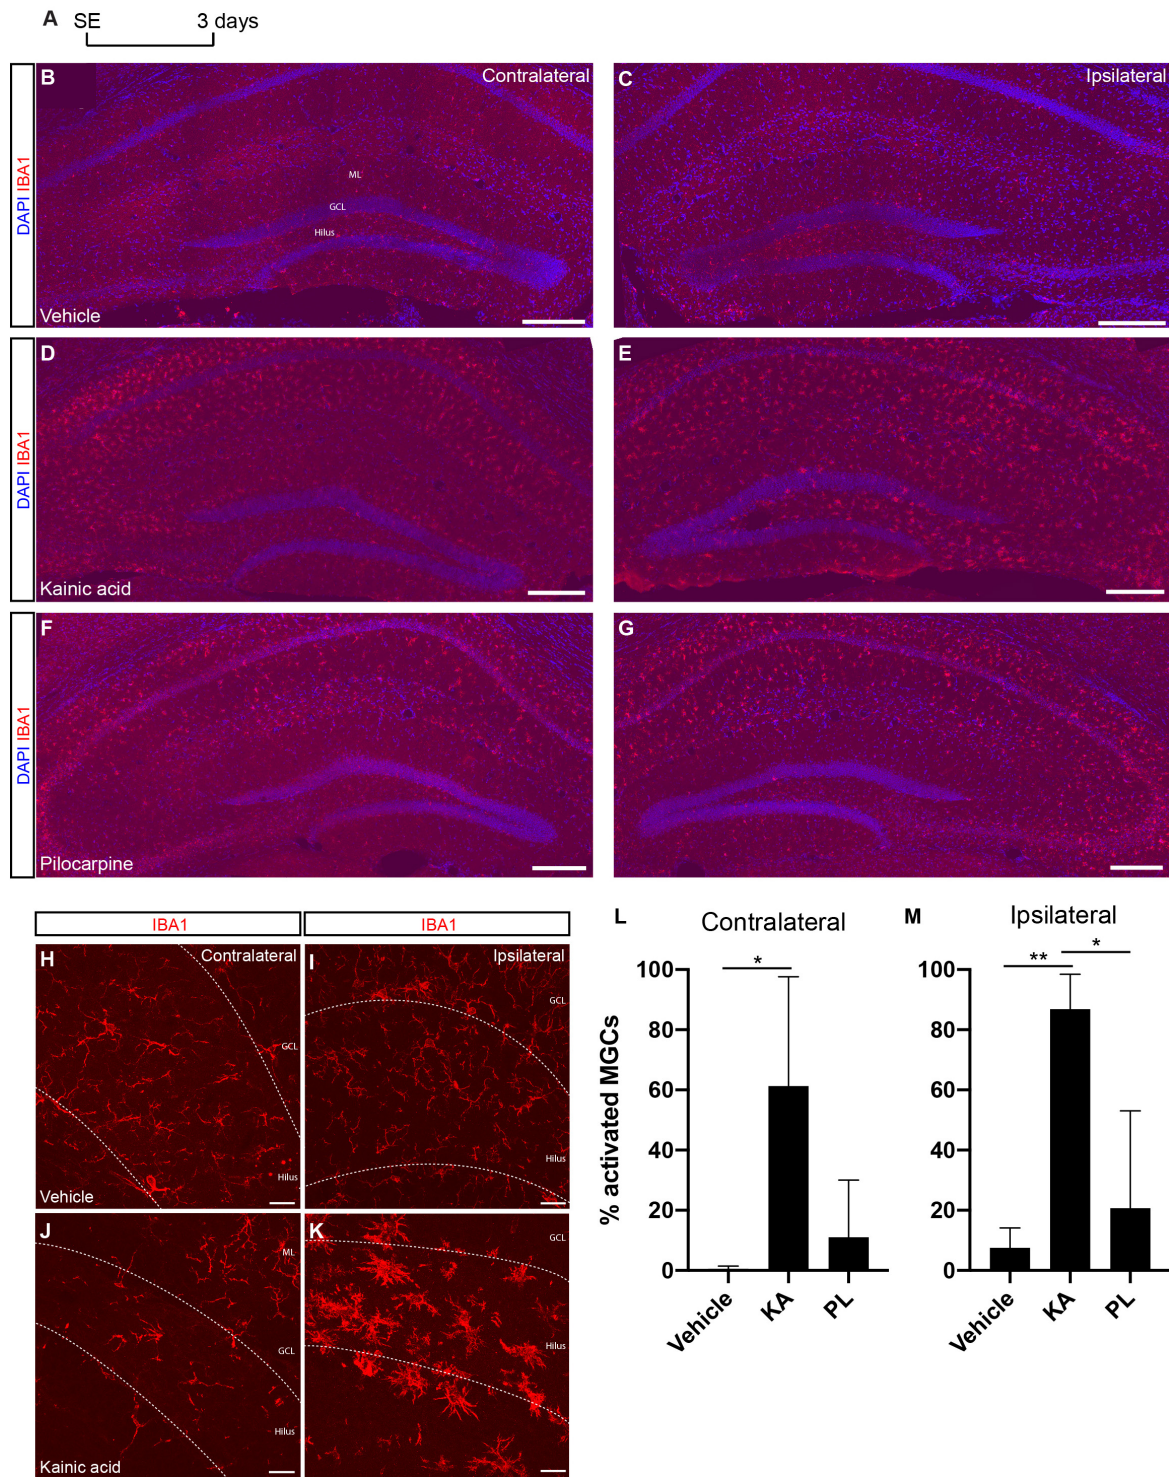 A SE 3 days
B Contralateral
C Ipsilateral
DAPI IBA1
ML
GCL
Hilus
Vehicle
D
E
DAPI IBA1
Kainic acid
F
G
DAPI IBA1
Pilocarpine
IBA1
IBA1
H Contralateral
I Ipsilateral
GCL
GCL
Hilus
Hilus
Vehicle
J
K
GCL
ML
Hilus
GCL
Hilus
Kainic acid
L Contralateral
*
% activated MGCs
100
80
60
40
20
0
Vehicle
KA
PL
M Ipsilateral
**
*
100
80
60
40
20
0
Vehicle
KA
PL